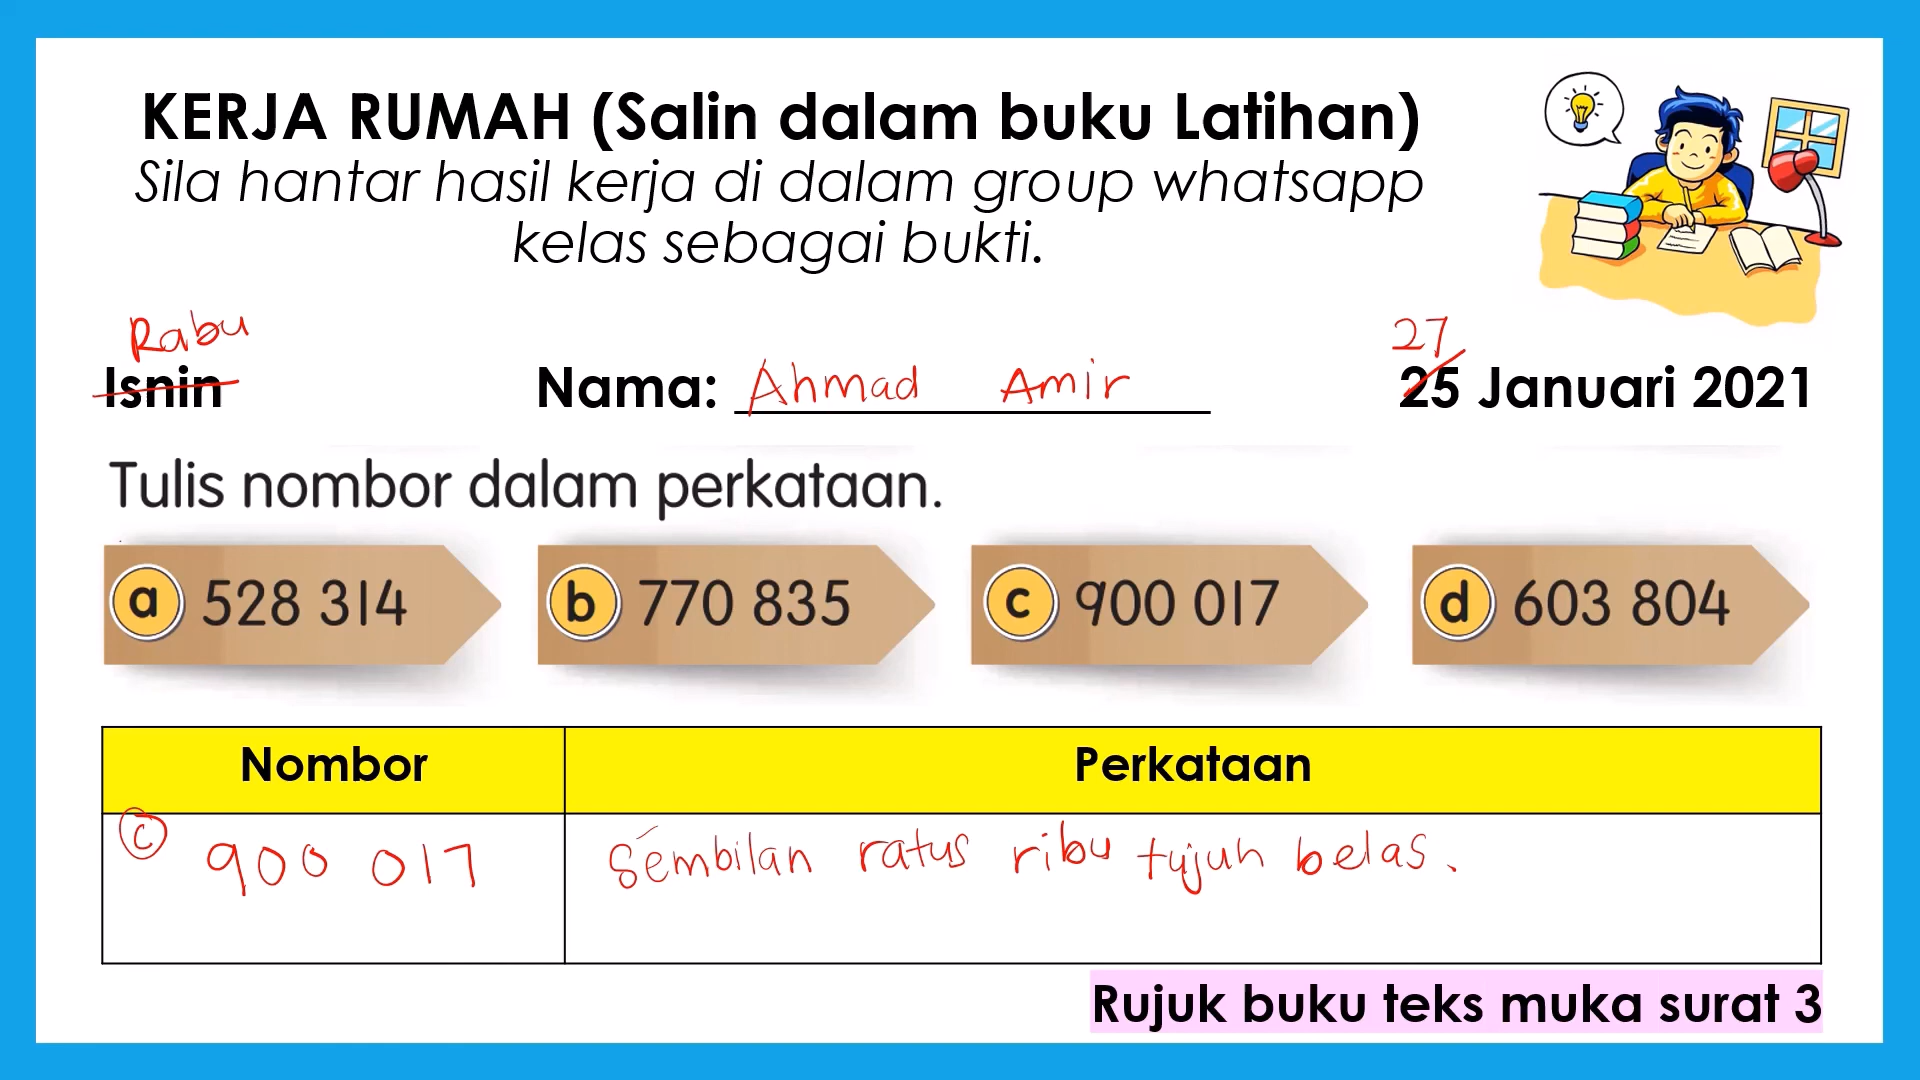 KERJA RUMAH (Salin dalam buku Latihan)
Sila hantar hasil kerja di dalam group whatsapp
kelas sebagai bukti.
Rabu
Isnin
Nama: Ahmad Amir
27
25 Januari 2021
Tulis nombor dalam perkataan.
a 528 314
b 770 835
c 900 017
d 603 804
Nombor Perkataan
c 900 017 Sembilan ratus ribu tujuh belas.
Rujuk buku teks muka surat 3